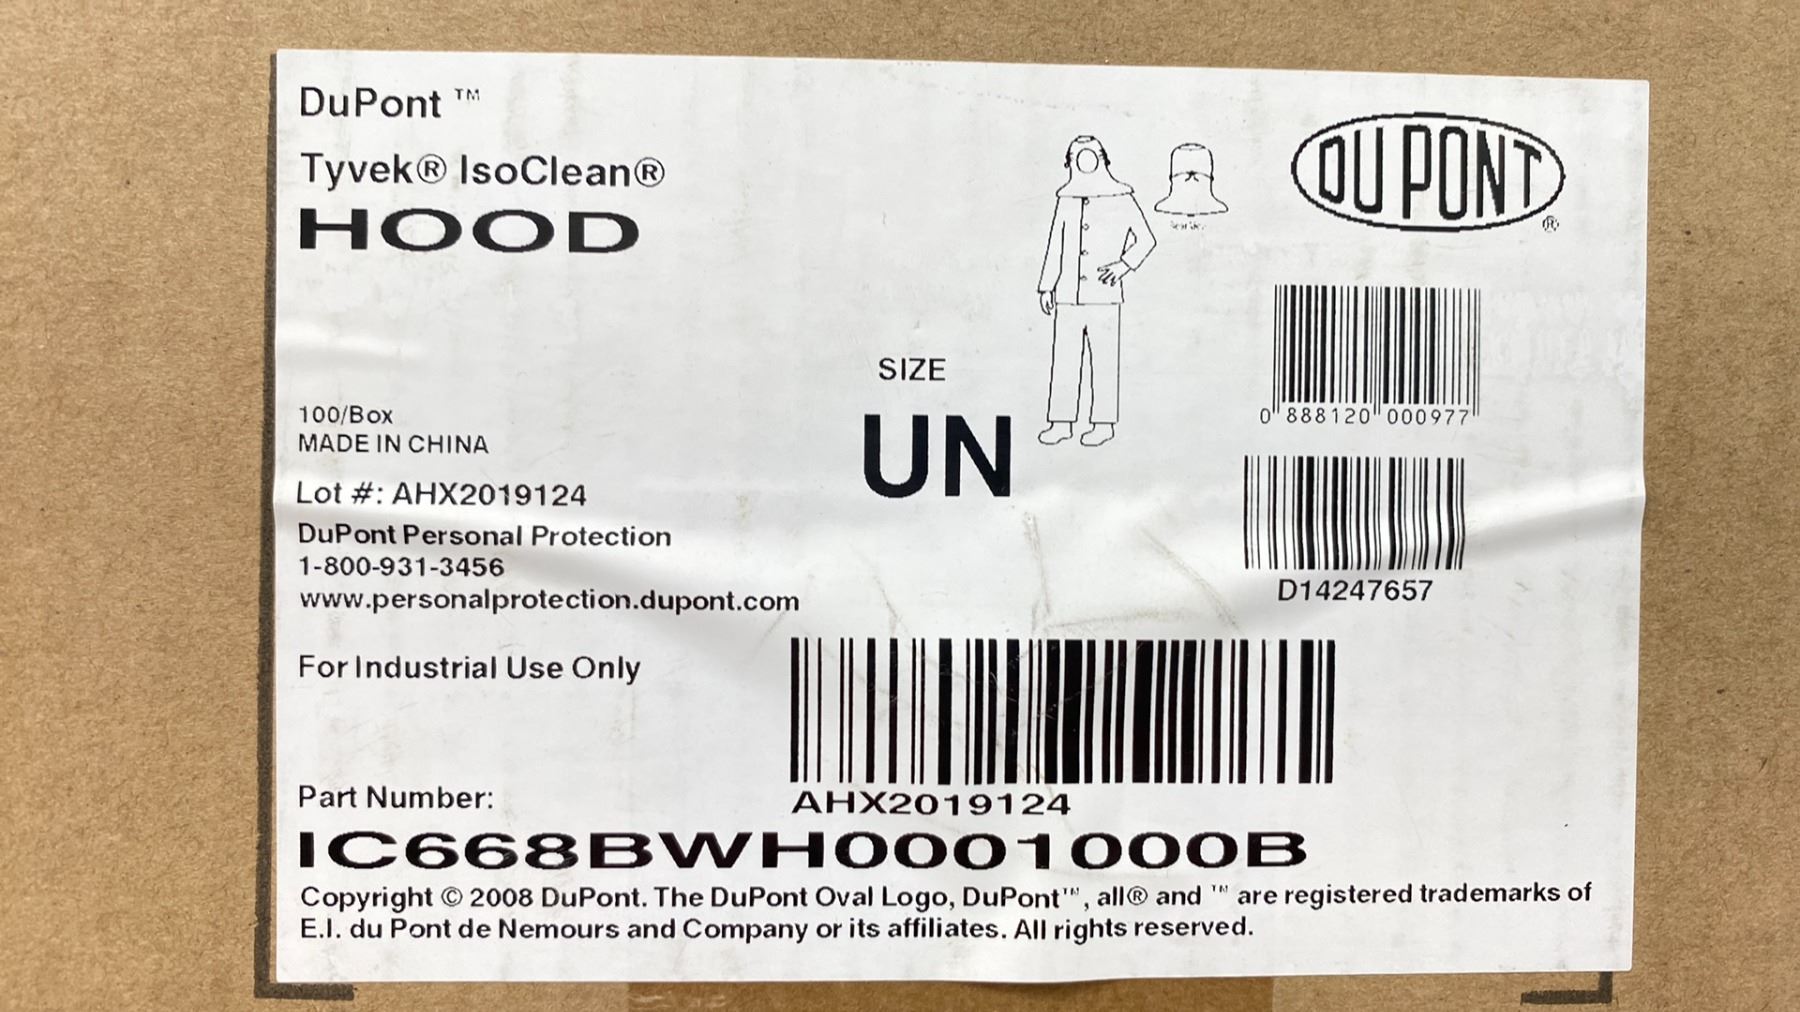 DuPont ™
Tyvek® IsoClean®
HOOD
DU PONT
®
0 888120 000977
SIZE
UN
100/Box
MADE IN CHINA
Lot #: AHX2019124
DuPont Personal Protection
1-800-931-3456
www.personalprotection.dupont.com
D14247657
For Industrial Use Only
AHX2019124
Part Number:
IC668BWH0001000B
Copyright © 2008 DuPont. The DuPont Oval Logo, DuPont™, all® and ™ are registered trademarks of
E.I. du Pont de Nemours and Company or its affiliates. All rights reserved.